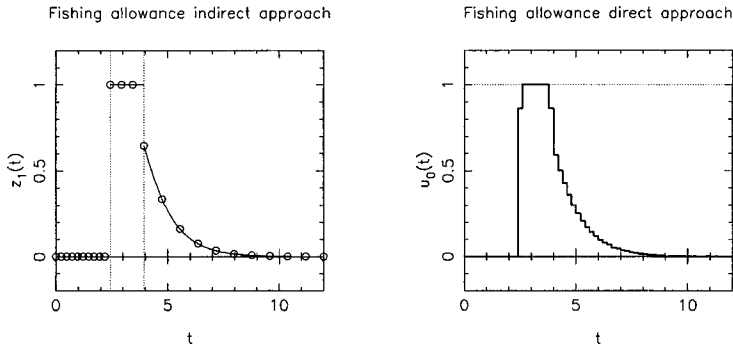 Fishing allowance indirect approach
z₁(t)
1
0.5
0
0
5
10
t
Fishing allowance direct approach
u₀(t)
1
0.5
0
0
5
10
t